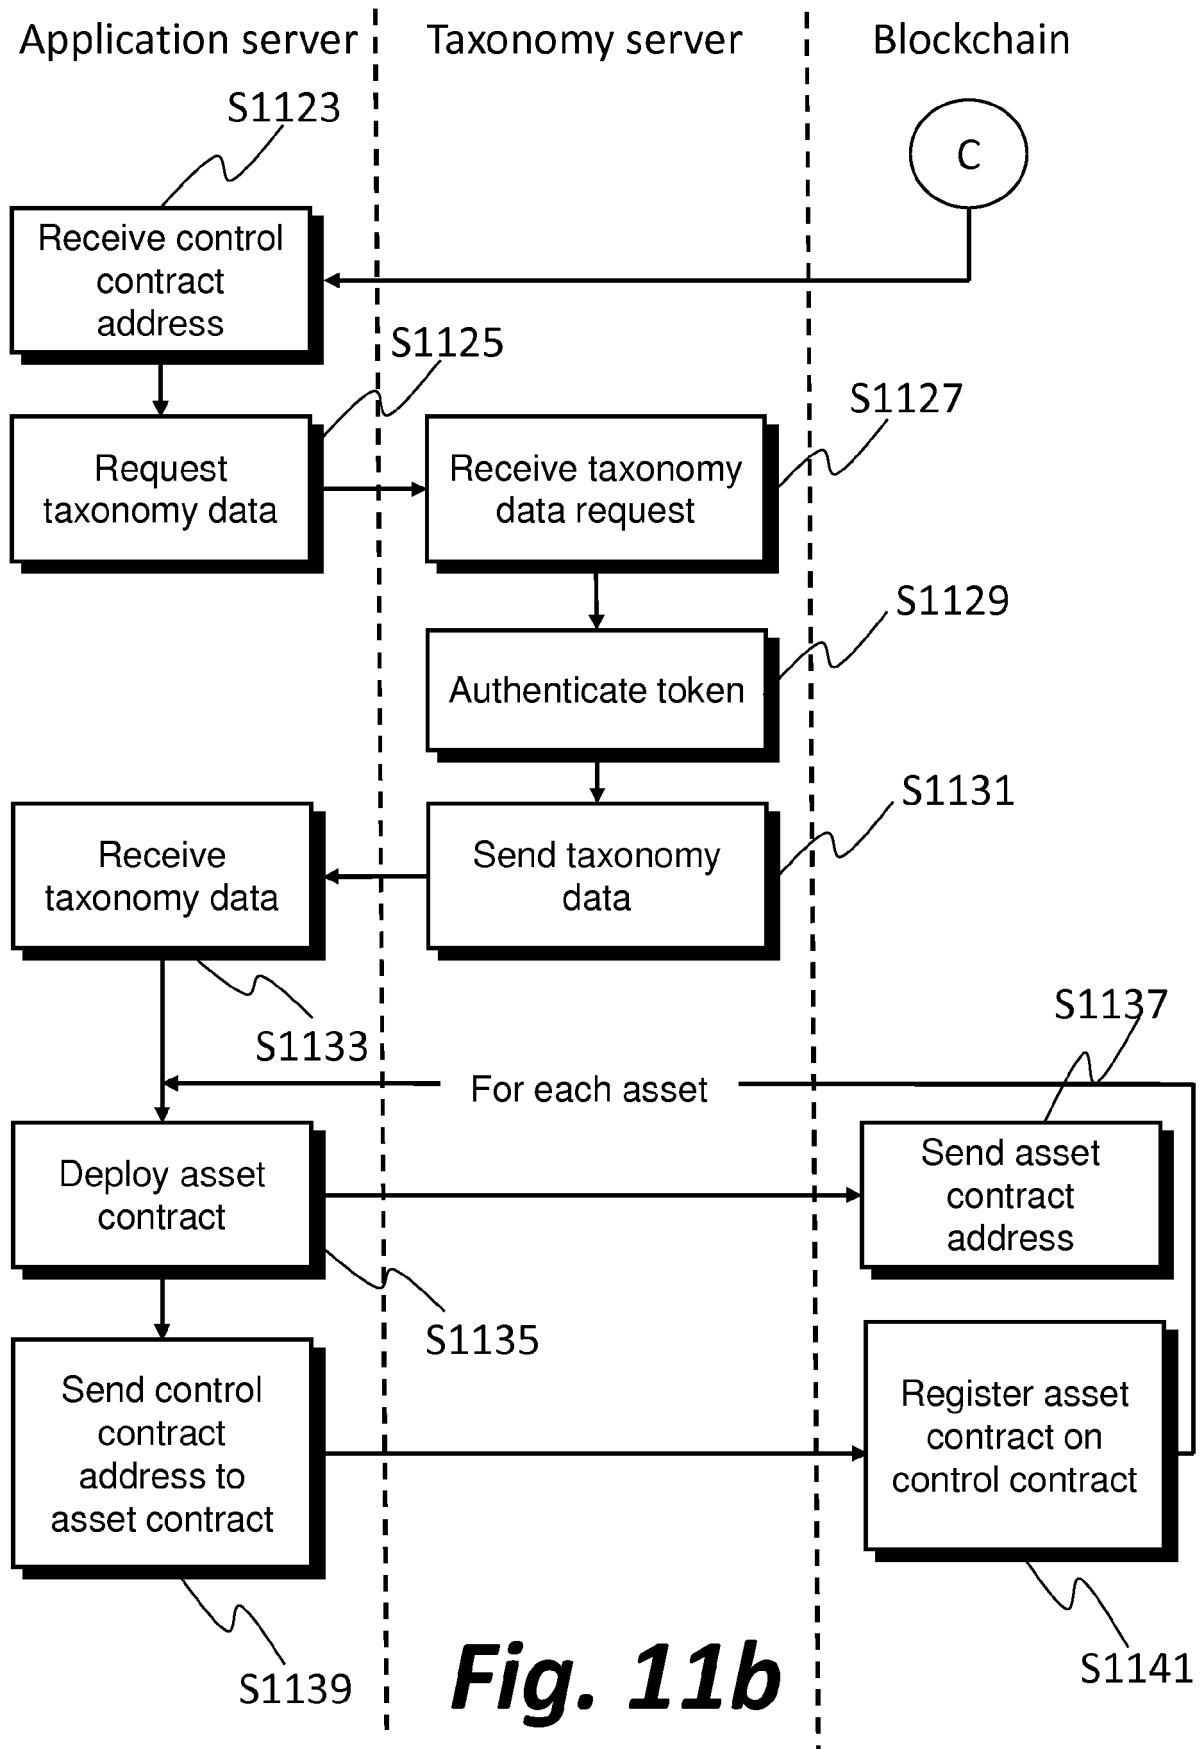 Application server
Taxonomy server
Blockchain
S1123
C
Receive control
contract
address
S1125
S1127
Request
taxonomy data
Receive taxonomy
data request
S1129
Authenticate token
S1131
Receive
taxonomy data
Send taxonomy
data
S1133
S1137
For each asset
Deploy asset
contract
Send asset
contract
address
S1135
Send control
contract
address to
asset contract
Register asset
contract on
control contract
S1139
S1141
Fig. 11b